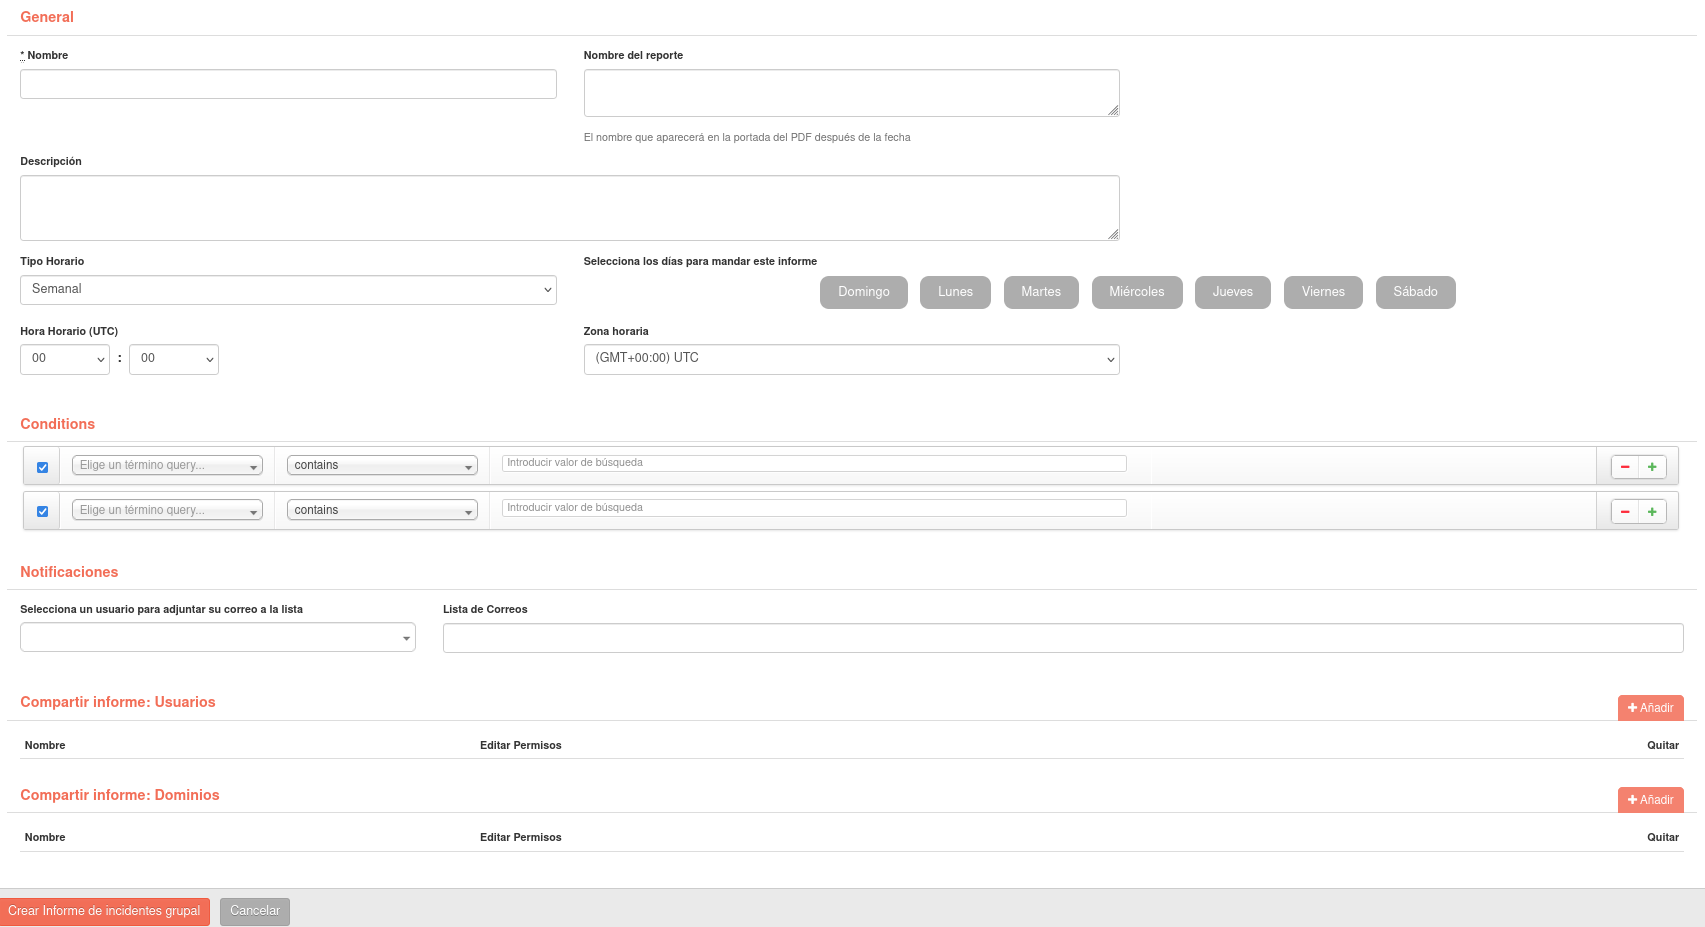 General
* Nombre
Nombre del reporte
El nombre que aparecerá en la portada del PDF después de la fecha
Descripción
Tipo Horario
Selecciona los días para mandar este informe
Semanal
Domingo Lunes Martes Miércoles Jueves Viernes Sábado
Hora Horario (UTC)
Zona horaria
00 : 00
(GMT+00:00) UTC
Conditions
Elige un término query... contains Introducir valor de búsqueda
Elige un término query... contains Introducir valor de búsqueda
Notificaciones
Selecciona un usuario para adjuntar su correo a la lista
Lista de Correos
Compartir informe: Usuarios
Añadir
Nombre Editar Permisos Quitar
Compartir informe: Dominios
Añadir
Nombre Editar Permisos Quitar
Crear Informe de incidentes grupal Cancelar